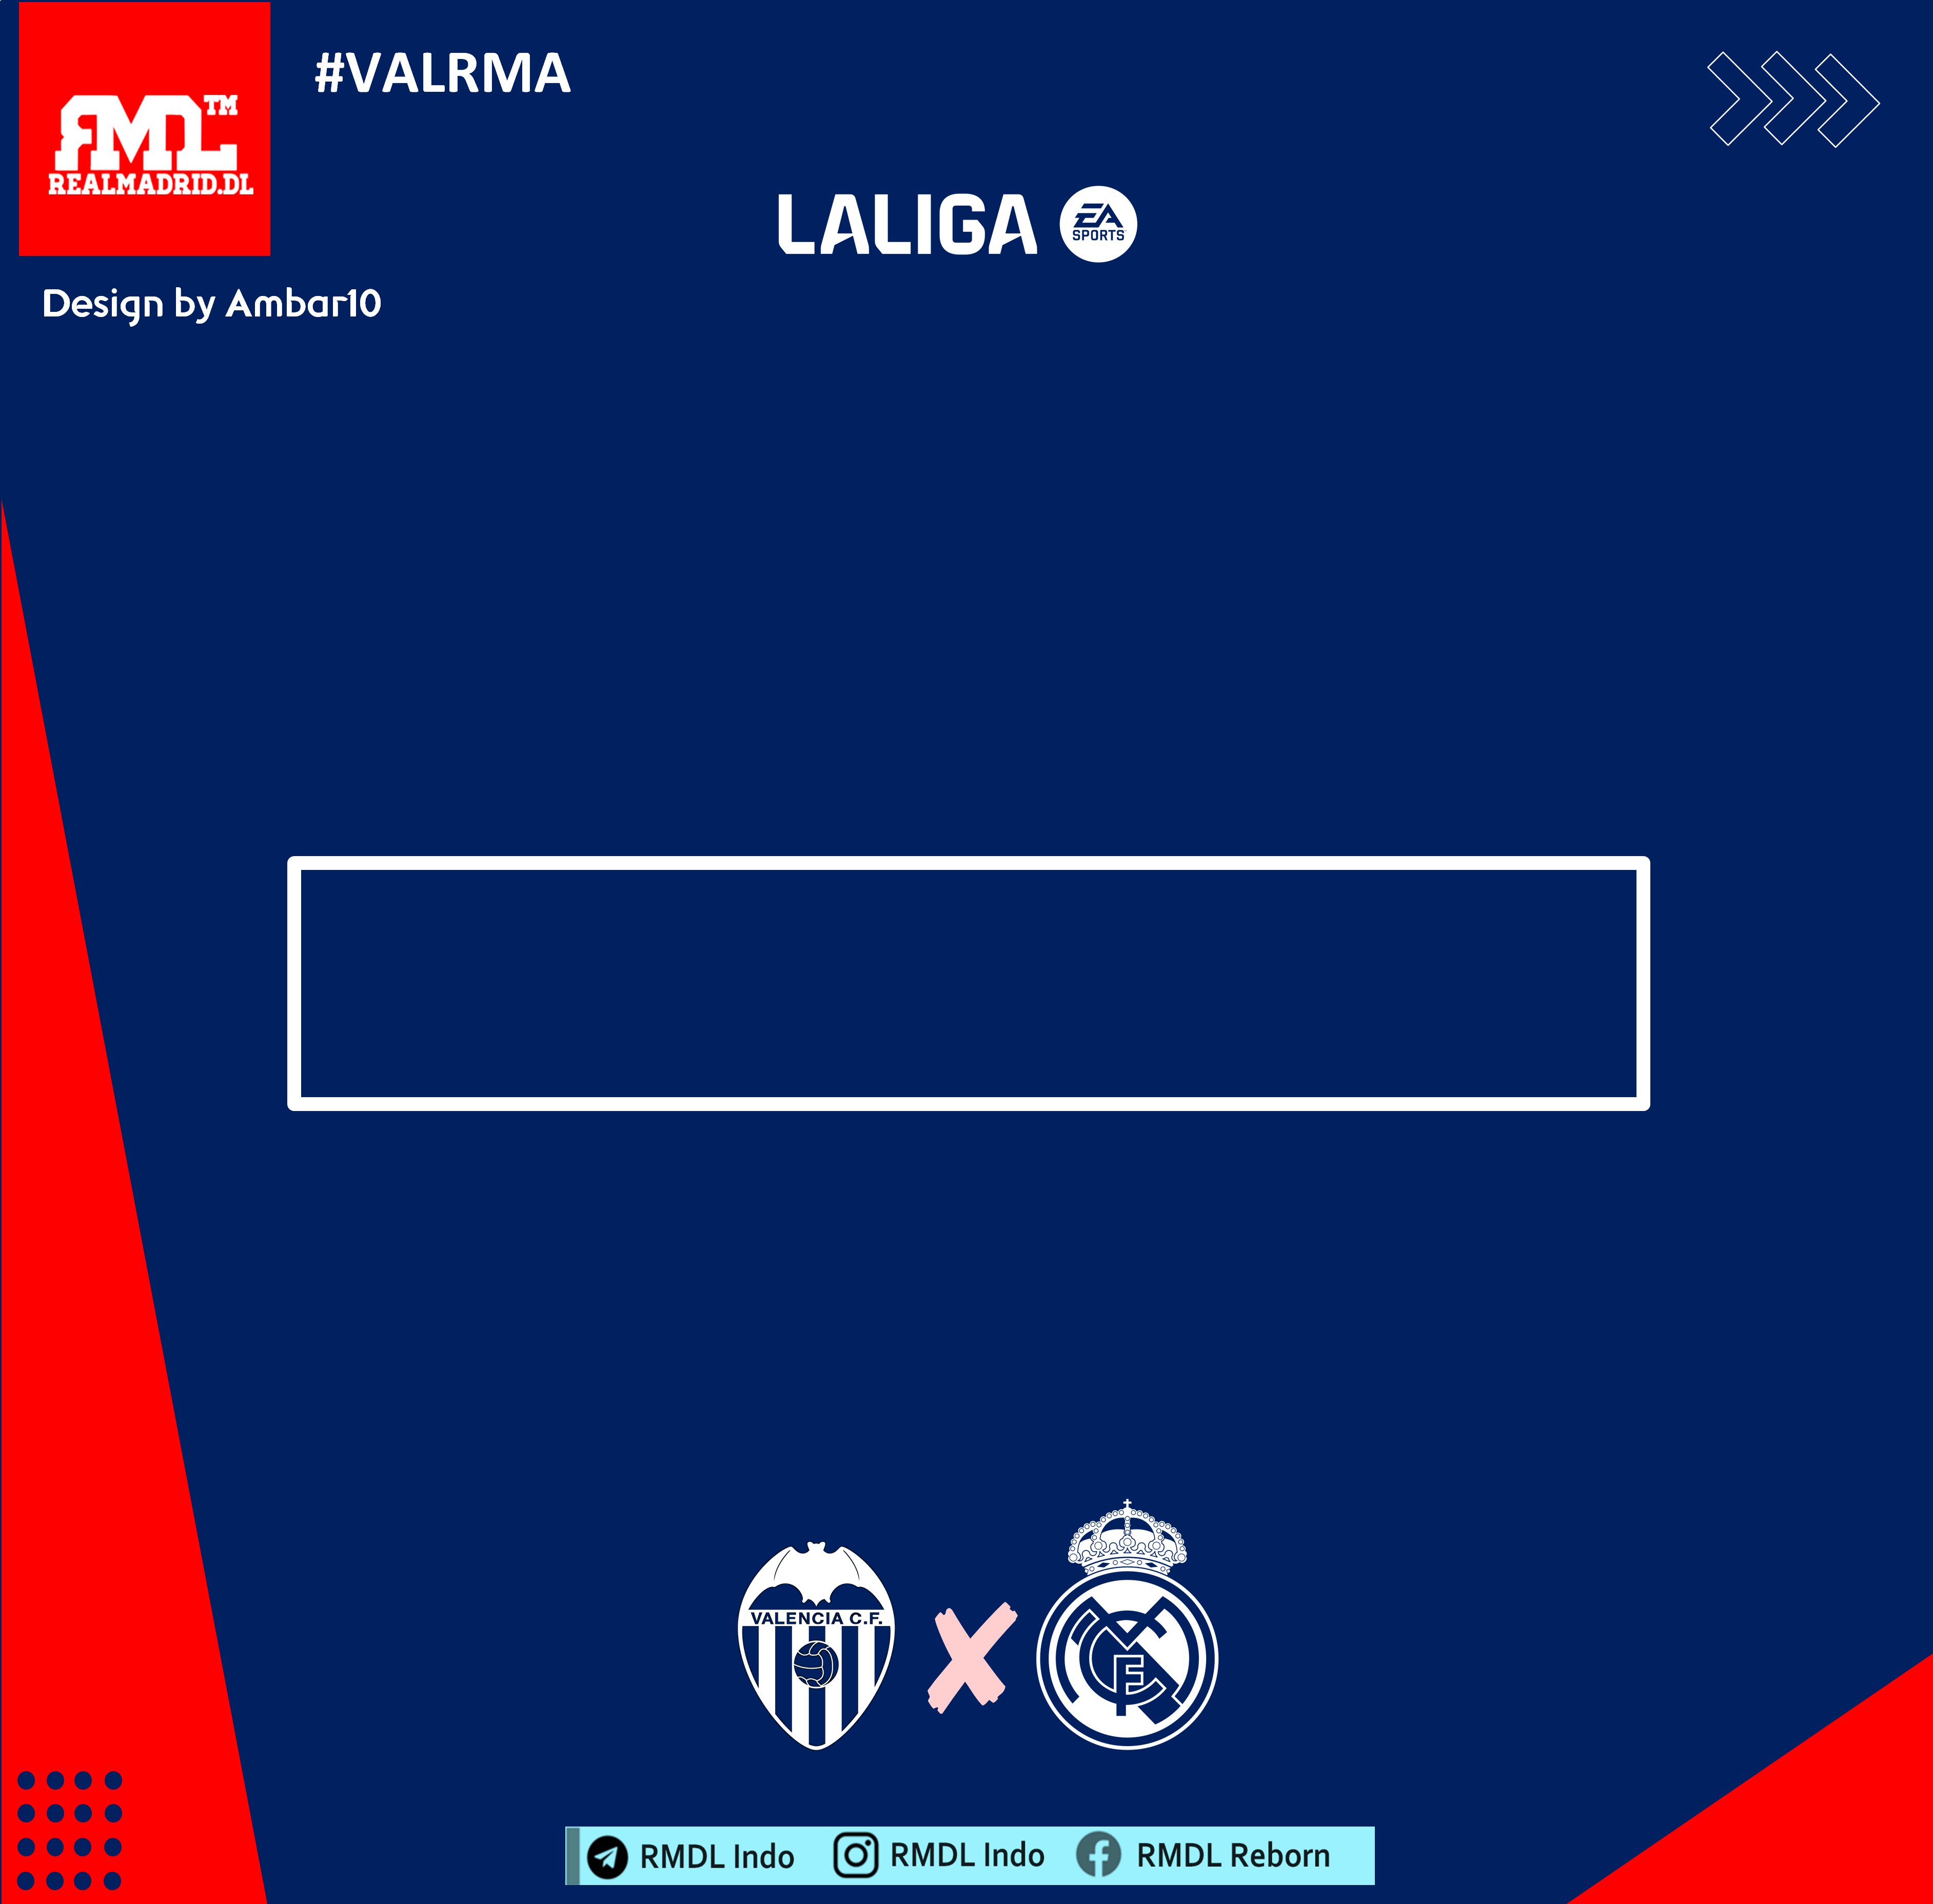 #VALRMA
RMDL™
REALMADRID.DL
LALIGA
EA SPORTS
Design by Ambar10
VALENCIA C.F.
RMDL Indo
RMDL Indo
RMDL Reborn